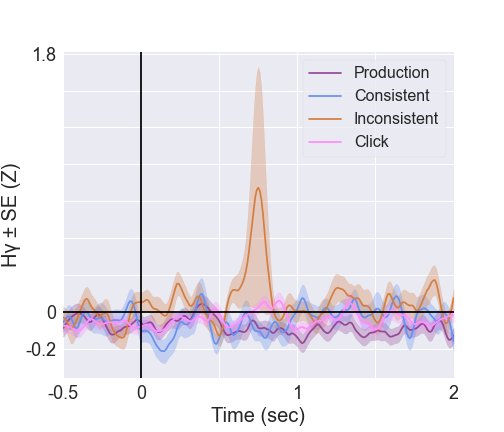 1.8
Production
Consistent
Inconsistent
Click
Hγ ± SE (Z)
0
-0.2
-0.5 0 1 2
Time (sec)